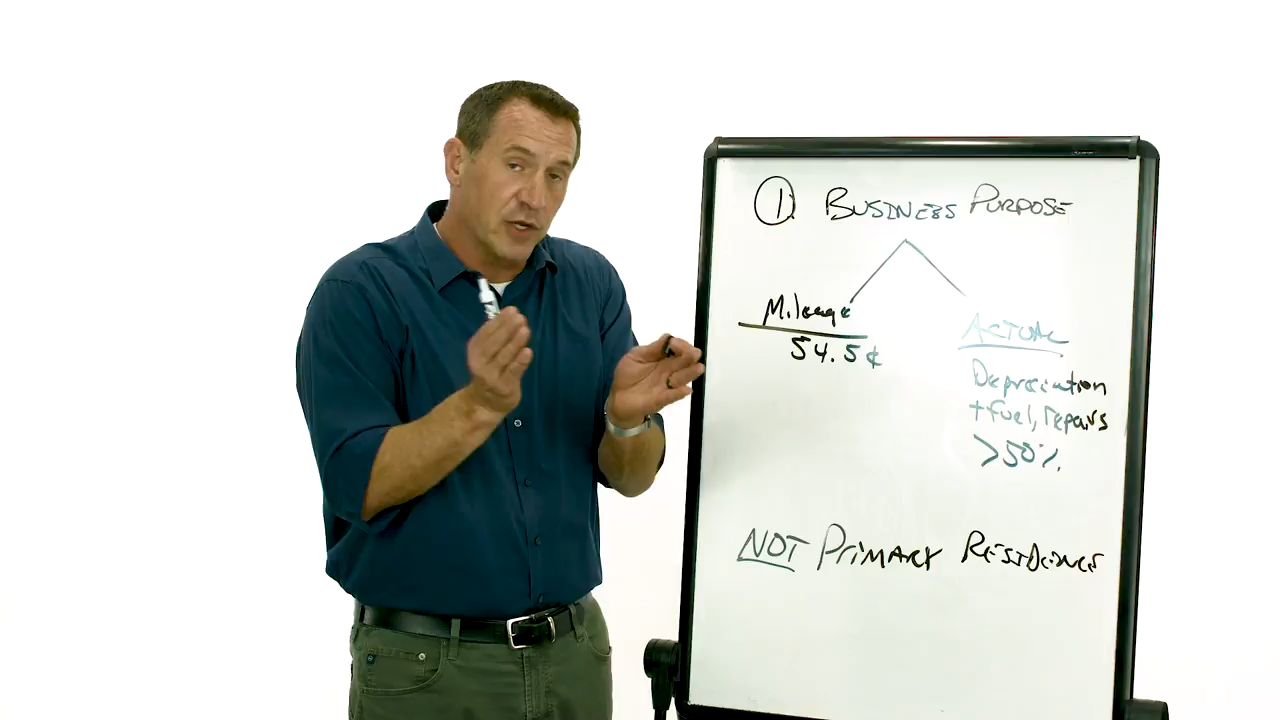 1. BUSINESS PURPOSE
Mileage
54.5¢
ACTUAL
Depreciation
+ fuel, repairs
>50%
NOT PRIMARY RESIDENCE